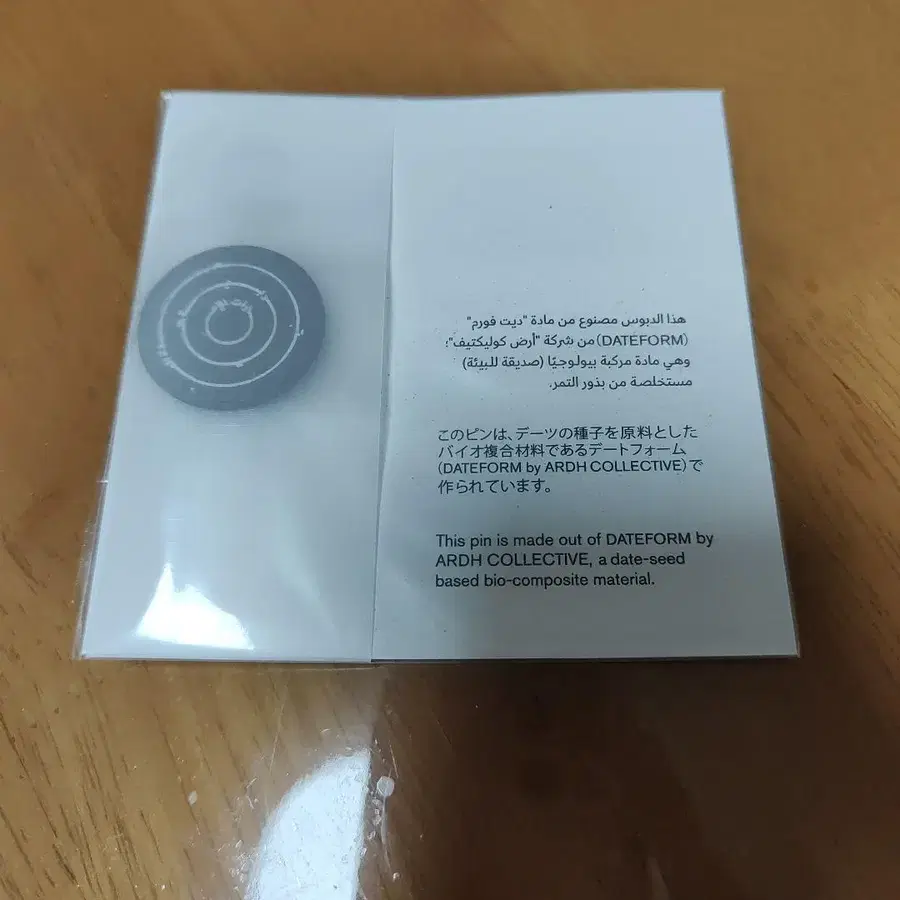 هذا الدبوس مصنوع من مادة "ديت فورم"
(DATEFORM) من شركة "أرض كوليكتيف"؛
وهي مادة مركبة بيولوجيًا (صديقة للبيئة)
مستخلصة من بذور التمر.
このピンは、デーツの種子を原料とした
バイオ複合材料であるデートフォーム
(DATEFORM by ARDH COLLECTIVE)で
作られています。
This pin is made out of DATEFORM by
ARDH COLLECTIVE, a date-seed
based bio-composite material.